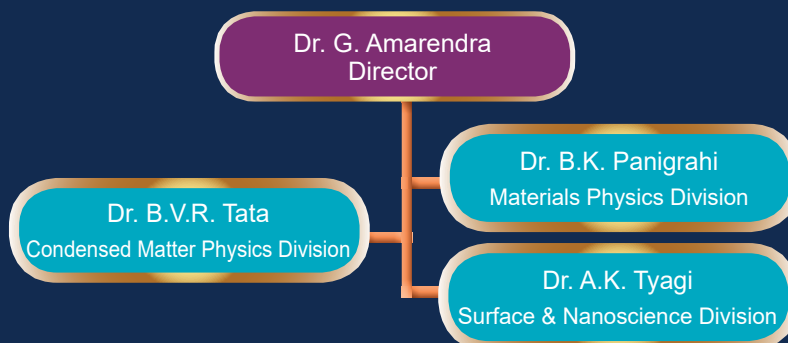 Dr. G. Amarendra
Director
Dr. B.K. Panigrahi
Materials Physics Division
Dr. B.V.R. Tata
Condensed Matter Physics Division
Dr. A.K. Tyagi
Surface & Nanoscience Division